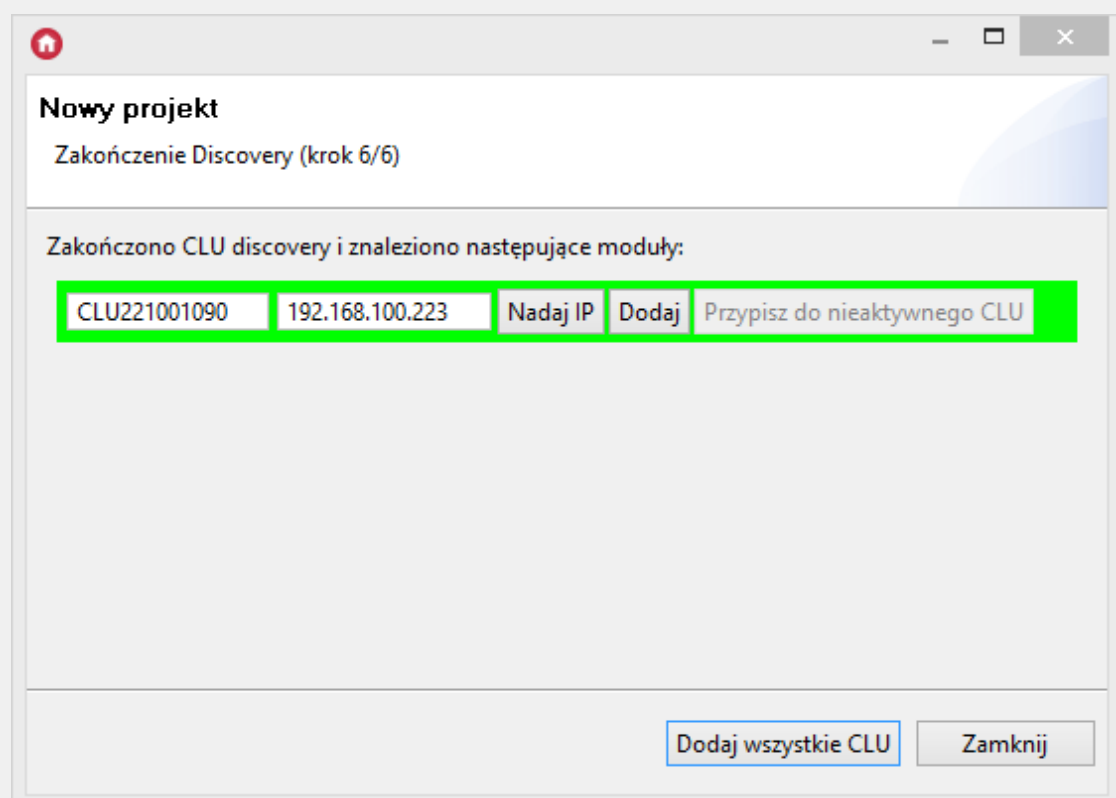 Nowy projekt
Zakończenie Discovery (krok 6/6)
Zakończono CLU discovery i znaleziono następujące moduły:
CLU221001090 192.168.100.223 Nadaj IP Dodaj Przypisz do nieaktywnego CLU
Dodaj wszystkie CLU Zamknij